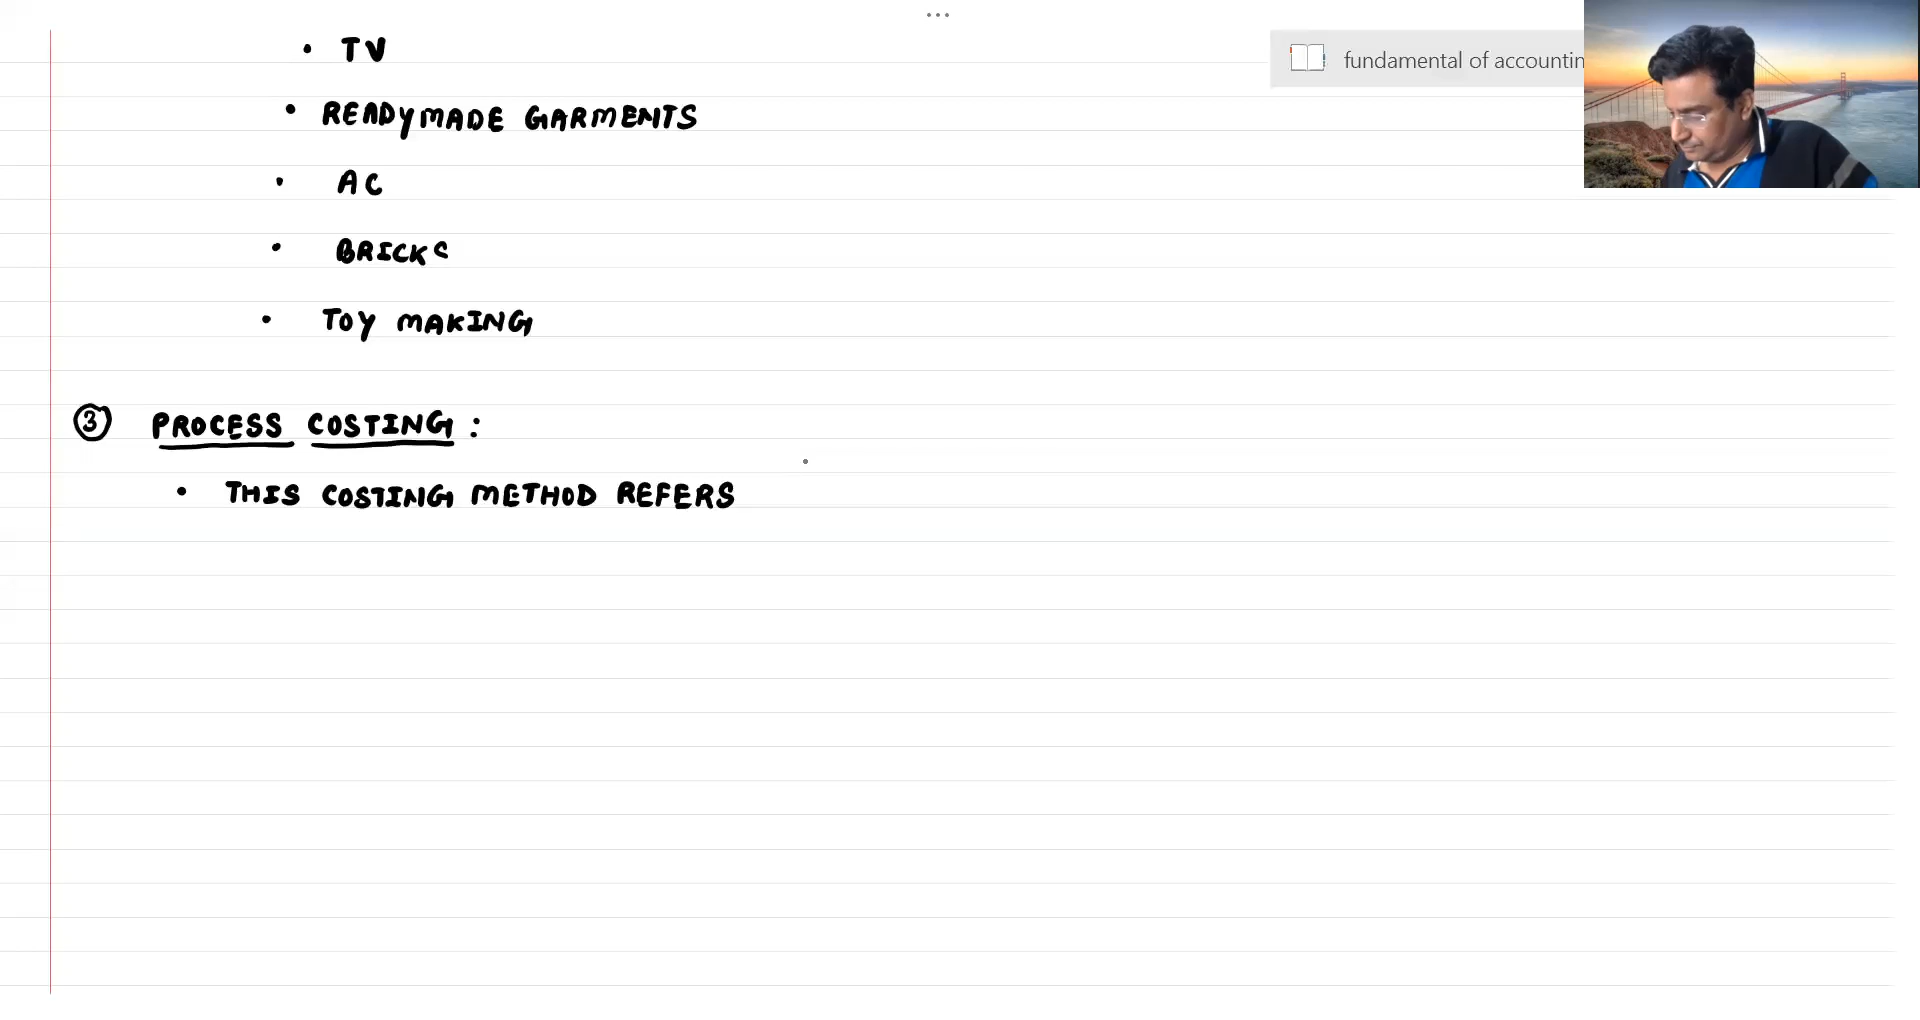 • TV
fundamental of accountin
• READYMADE GARMENTS
• AC
• BRICKS
• TOY MAKING
③ PROCESS COSTING :
• THIS COSTING METHOD REFERS